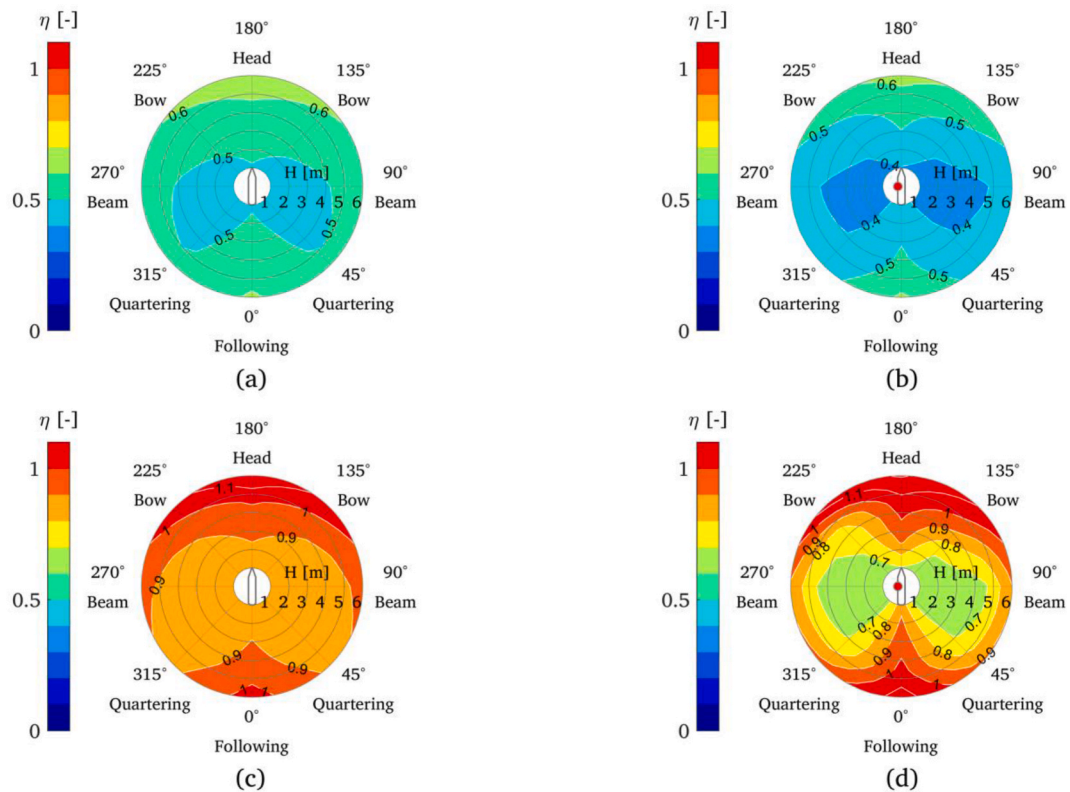 η [-]
180°
Head
1
225°
Bow
135°
Bow
0.6
0.6
0.5
0.5
270°
Beam
H [m]
1 2 3 4 5 6
90°
Beam
0.5
0.5
315°
Quartering
45°
Quartering
0
0°
Following
(a)
η [-]
180°
Head
1
225°
Bow
135°
Bow
0.6
0.5
0.5
0.4
0.5
270°
Beam
H [m]
1 2 3 4 5 6
90°
Beam
0.4
0.4
0.5
0.5
315°
Quartering
45°
Quartering
0
0°
Following
(b)
η [-]
180°
Head
1
225°
Bow
135°
Bow
1.1
1
1
0.9
0.9
0.5
270°
Beam
H [m]
1 2 3 4 5 6
90°
Beam
0.9
0.9
1
1
315°
Quartering
45°
Quartering
0
0°
Following
(c)
η [-]
180°
Head
1
225°
Bow
135°
Bow
1.1
1
1
0.9
0.9
0.8
0.8
0.7
0.5
270°
Beam
H [m]
1 2 3 4 5 6
90°
Beam
0.7
0.7
0.8
0.8
0.9
0.9
1
1
315°
Quartering
45°
Quartering
0
0°
Following
(d)